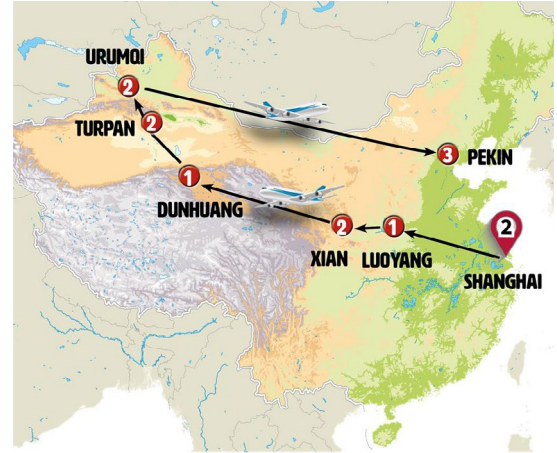 URUMQI
2
TURPAN
2
3
PEKIN
1
DUNHUANG
2
XIAN
1
LUOYANG
2
SHANGHAI